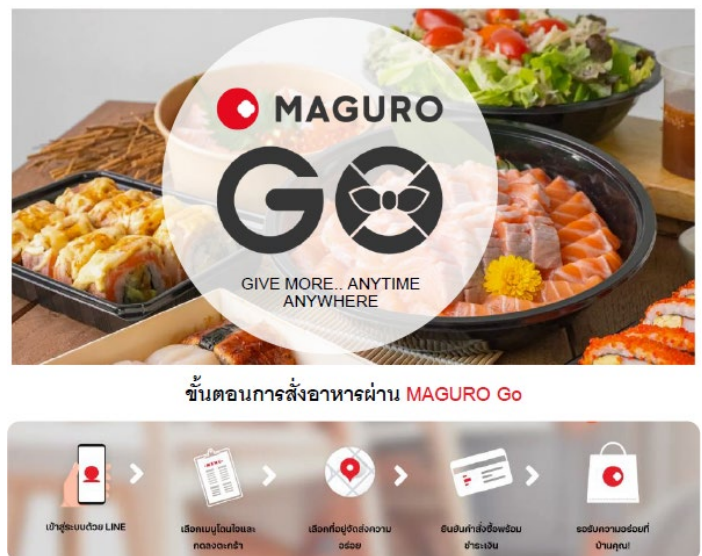 MAGURO
GO
GIVE MORE.. ANYTIME
ANYWHERE
ขั้นตอนการสั่งอาหารผ่าน MAGURO Go
เข้าสู่ระบบด้วย LINE
เลือกเมนูโดนใจและ
กดลงตะกร้า
เลือกที่อยู่จัดส่งความ
อร่อย
ยืนยันคำสั่งซื้อพร้อม
ชำระเงิน
รอรับความอร่อยที่
บ้านคุณ!